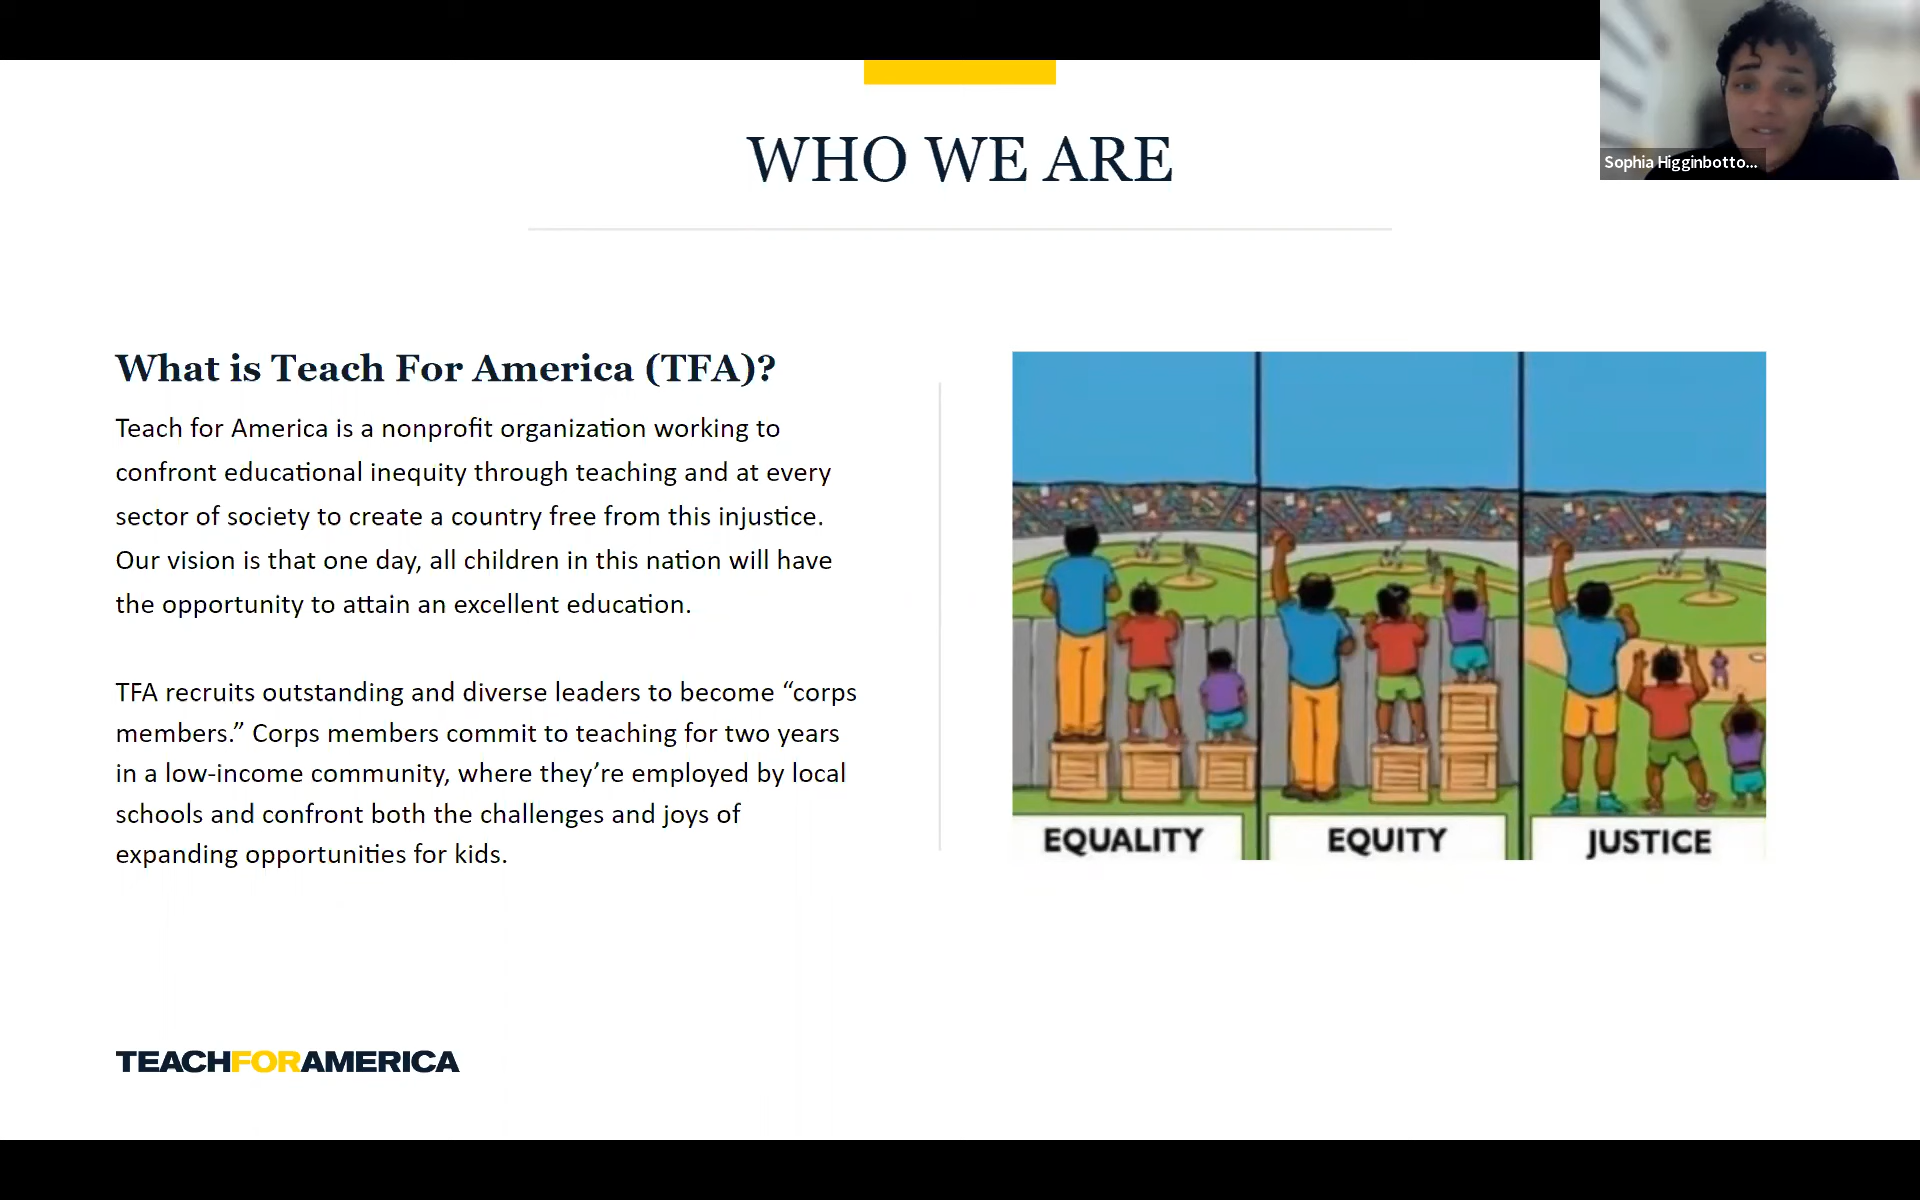 Sophia Higginbotto...
WHO WE ARE
What is Teach For America (TFA)?
Teach for America is a nonprofit organization working to
confront educational inequity through teaching and at every
sector of society to create a country free from this injustice.
Our vision is that one day, all children in this nation will have
the opportunity to attain an excellent education.
TFA recruits outstanding and diverse leaders to become “corps
members.” Corps members commit to teaching for two years
in a low-income community, where they’re employed by local
schools and confront both the challenges and joys of
expanding opportunities for kids.
EQUALITY
EQUITY
JUSTICE
TEACHFORAMERICA